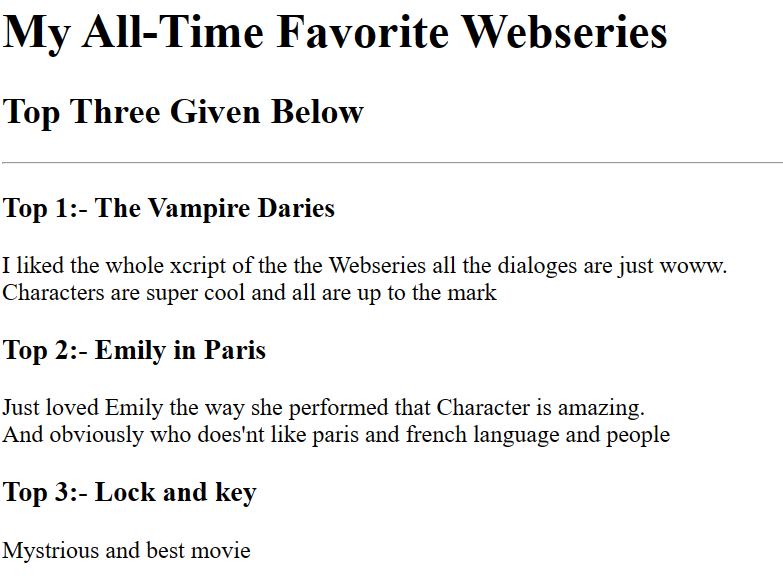 My All-Time Favorite Webseries
Top Three Given Below
Top 1:- The Vampire Daries
I liked the whole xcript of the the Webseries all the dialoges are just woww.
Characters are super cool and all are up to the mark
Top 2:- Emily in Paris
Just loved Emily the way she performed that Character is amazing.
And obviously who does'nt like paris and french language and people
Top 3:- Lock and key
Mystrious and best movie